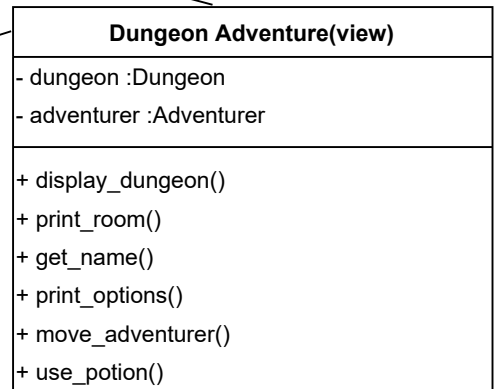 Dungeon Adventure(view)
- dungeon :Dungeon
- adventurer :Adventurer
+ display_dungeon()
+ print_room()
+ get_name()
+ print_options()
+ move_adventurer()
+ use_potion()